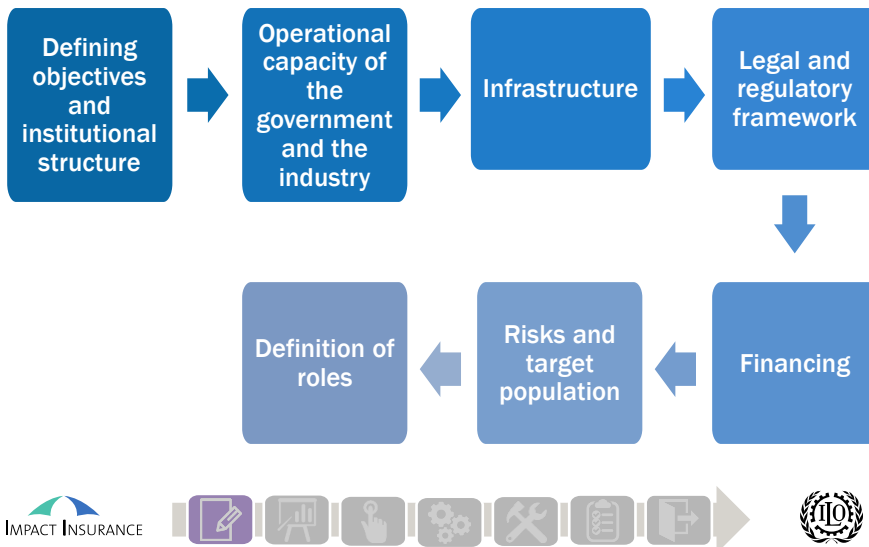 Defining
objectives
and
institutional
structure
Operational
capacity of
the
government
and the
industry
Infrastructure
Legal and
regulatory
framework
Definition of
roles
Risks and
target
population
Financing
IMPACT INSURANCE
ILO